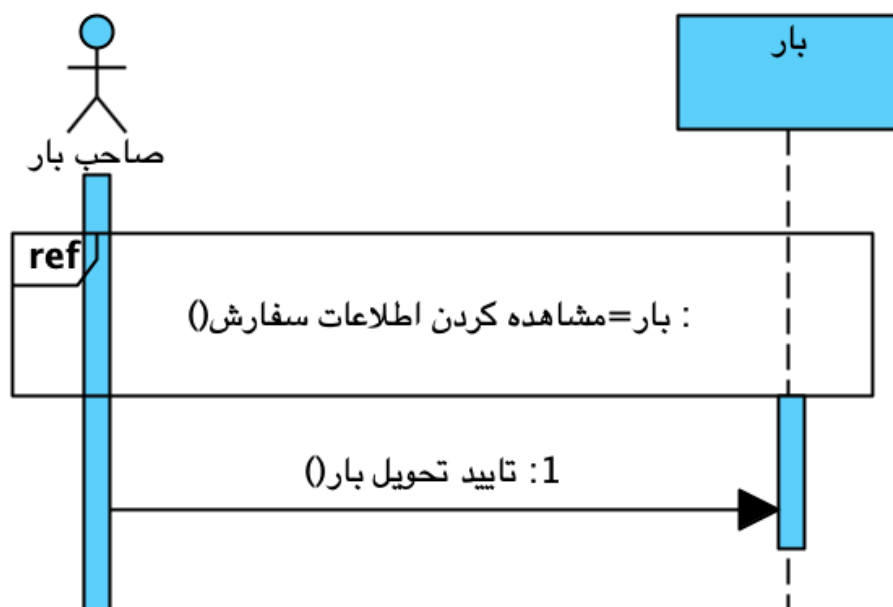 بار
صاحب بار
ref
: بار=مشاهده کردن اطلاعات سفارش()
1: تایید تحویل بار()